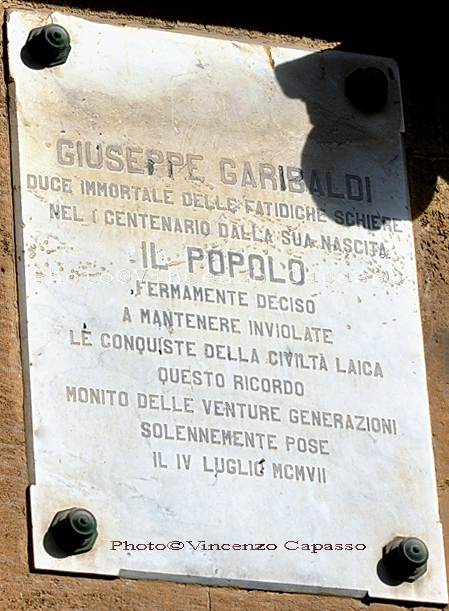 GIUSEPPE GARIBALDI
DUCE IMMORTALE DELLE FATIDICHE SCHIERE
NEL I CENTENARIO DALLA SUA NASCITA
IL POPOLO
FERMAMENTE DECISO
A MANTENERE INVIOLATE
LE CONQUISTE DELLA CIVILTÀ LAICA
QUESTO RICORDO
MONITO DELLE VENTURE GENERAZIONI
SOLENNEMENTE POSE
IL IV LUGLIO MCMVII
Photo©Vincenzo Capasso